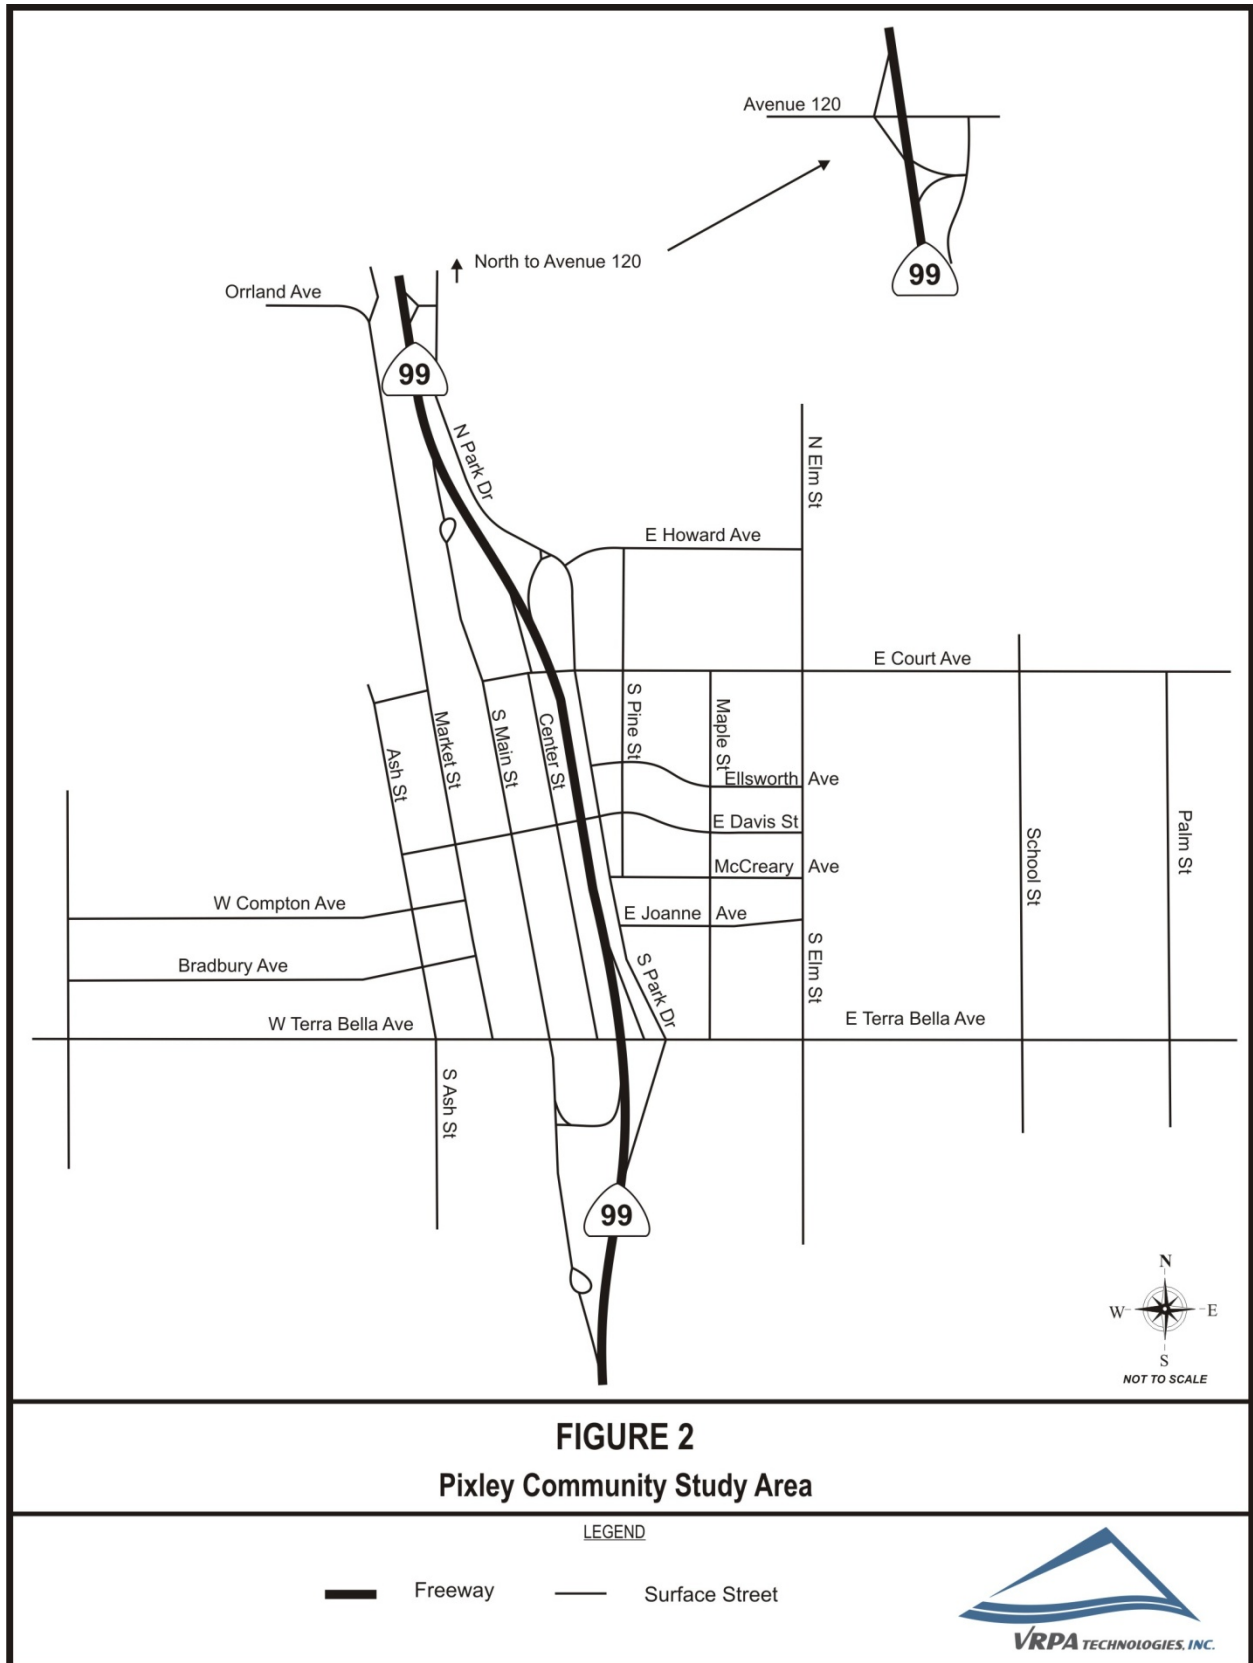 Avenue 120
99
North to Avenue 120
Orrland Ave
99
N Park Dr
N Elm St
E Howard Ave
E Court Ave
S Pine St
Maple St
Market St
S Main St
Center St
Ash St
Ellsworth Ave
E Davis St
Palm St
School St
McCreary Ave
W Compton Ave
E Joanne Ave
S Elm St
Bradbury Ave
S Park Dr
W Terra Bella Ave
E Terra Bella Ave
S Ash St
99
N
W E
S
NOT TO SCALE
FIGURE 2
Pixley Community Study Area
LEGEND
Freeway
Surface Street
VRPA TECHNOLOGIES, INC.